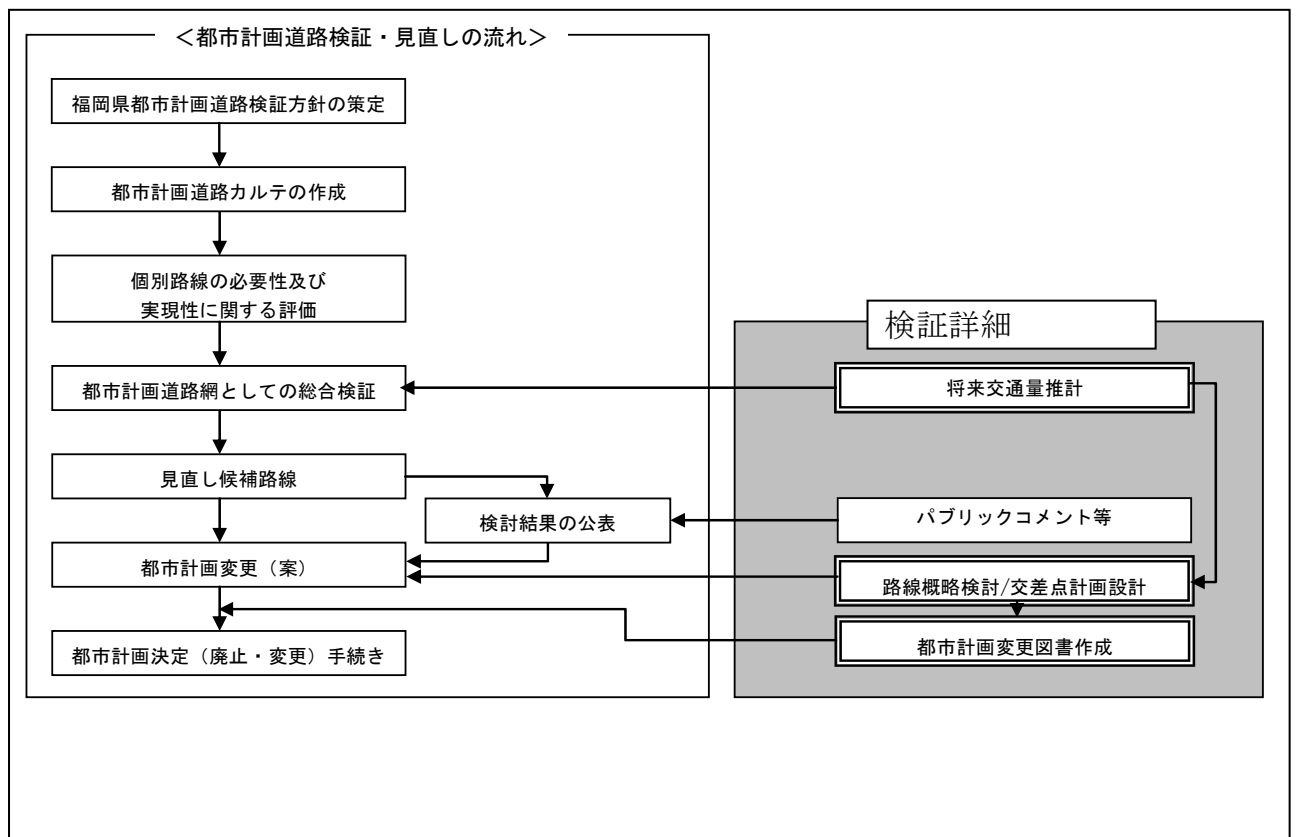 ＜都市計画道路検証・見直しの流れ＞
福岡県都市計画道路検証方針の策定
都市計画道路カルテの作成
個別路線の必要性及び
実現性に関する評価
都市計画道路網としての総合検証
見直し候補路線
検討結果の公表
都市計画変更（案）
都市計画決定（廃止・変更）手続き
検証詳細
将来交通量推計
パブリックコメント等
路線概略検討/交差点計画設計
都市計画変更図書作成